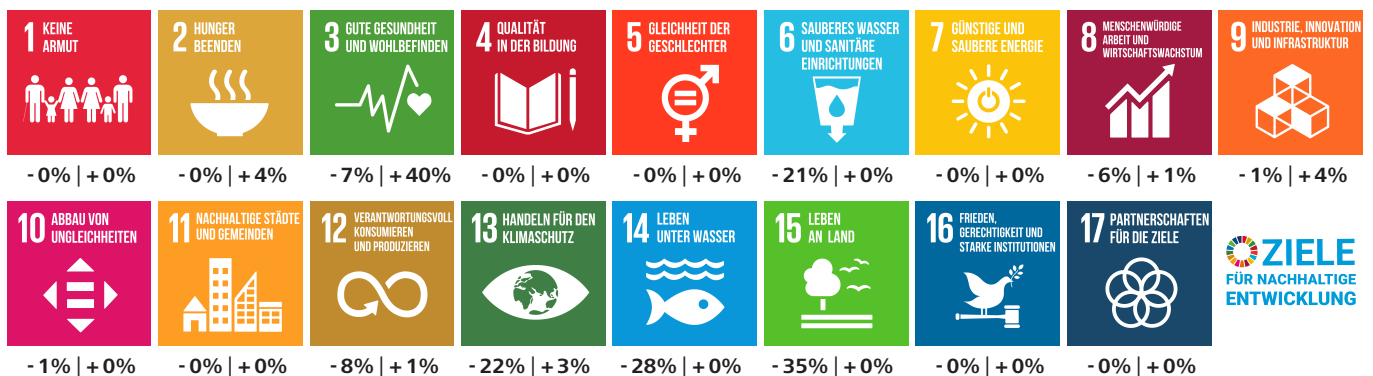 1 KEINE
ARMUT
2 HUNGER
BEENDEN
3 GUTE GESUNDHEIT
UND WOHLBEFINDEN
4 QUALITÄT
IN DER BILDUNG
5 GLEICHHEIT DER
GESCHLECHTER
6 SAUBERES WASSER
UND SANITÄRE
EINRICHTUNGEN
7 GÜNSTIGE UND
SAUBERE ENERGIE
8 MENSCHENWÜRDIGE
ARBEIT UND
WIRTSCHAFTSWACHSTUM
9 INDUSTRIE, INNOVATION
UND INFRASTRUKTUR
-0% | +0%
-0% | +4%
-7% | +40%
-0% | +0%
-0% | +0%
-21% | +0%
-0% | +0%
-6% | +1%
-1% | +4%
10 ABBAU VON
UNGLEICHHEITEN
11 NACHHALTIGE STÄDTE
UND GEMEINDEN
12 VERANTWORTUNGSVOLL
KONSUMIEREN
UND PRODUZIEREN
13 HANDELN FÜR DEN
KLIMASCHUTZ
14 LEBEN
UNTER WASSER
15 LEBEN
AN LAND
16 FRIEDEN,
GERECHTIGKEIT UND
STARKE INSTITUTIONEN
17 PARTNERSCHAFTEN
FÜR DIE ZIELE
ZIELE
FÜR NACHHALTIGE
ENTWICKLUNG
-1% | +0%
-0% | +0%
-8% | +1%
-22% | +3%
-28% | +0%
-35% | +0%
-0% | +0%
-0% | +0%